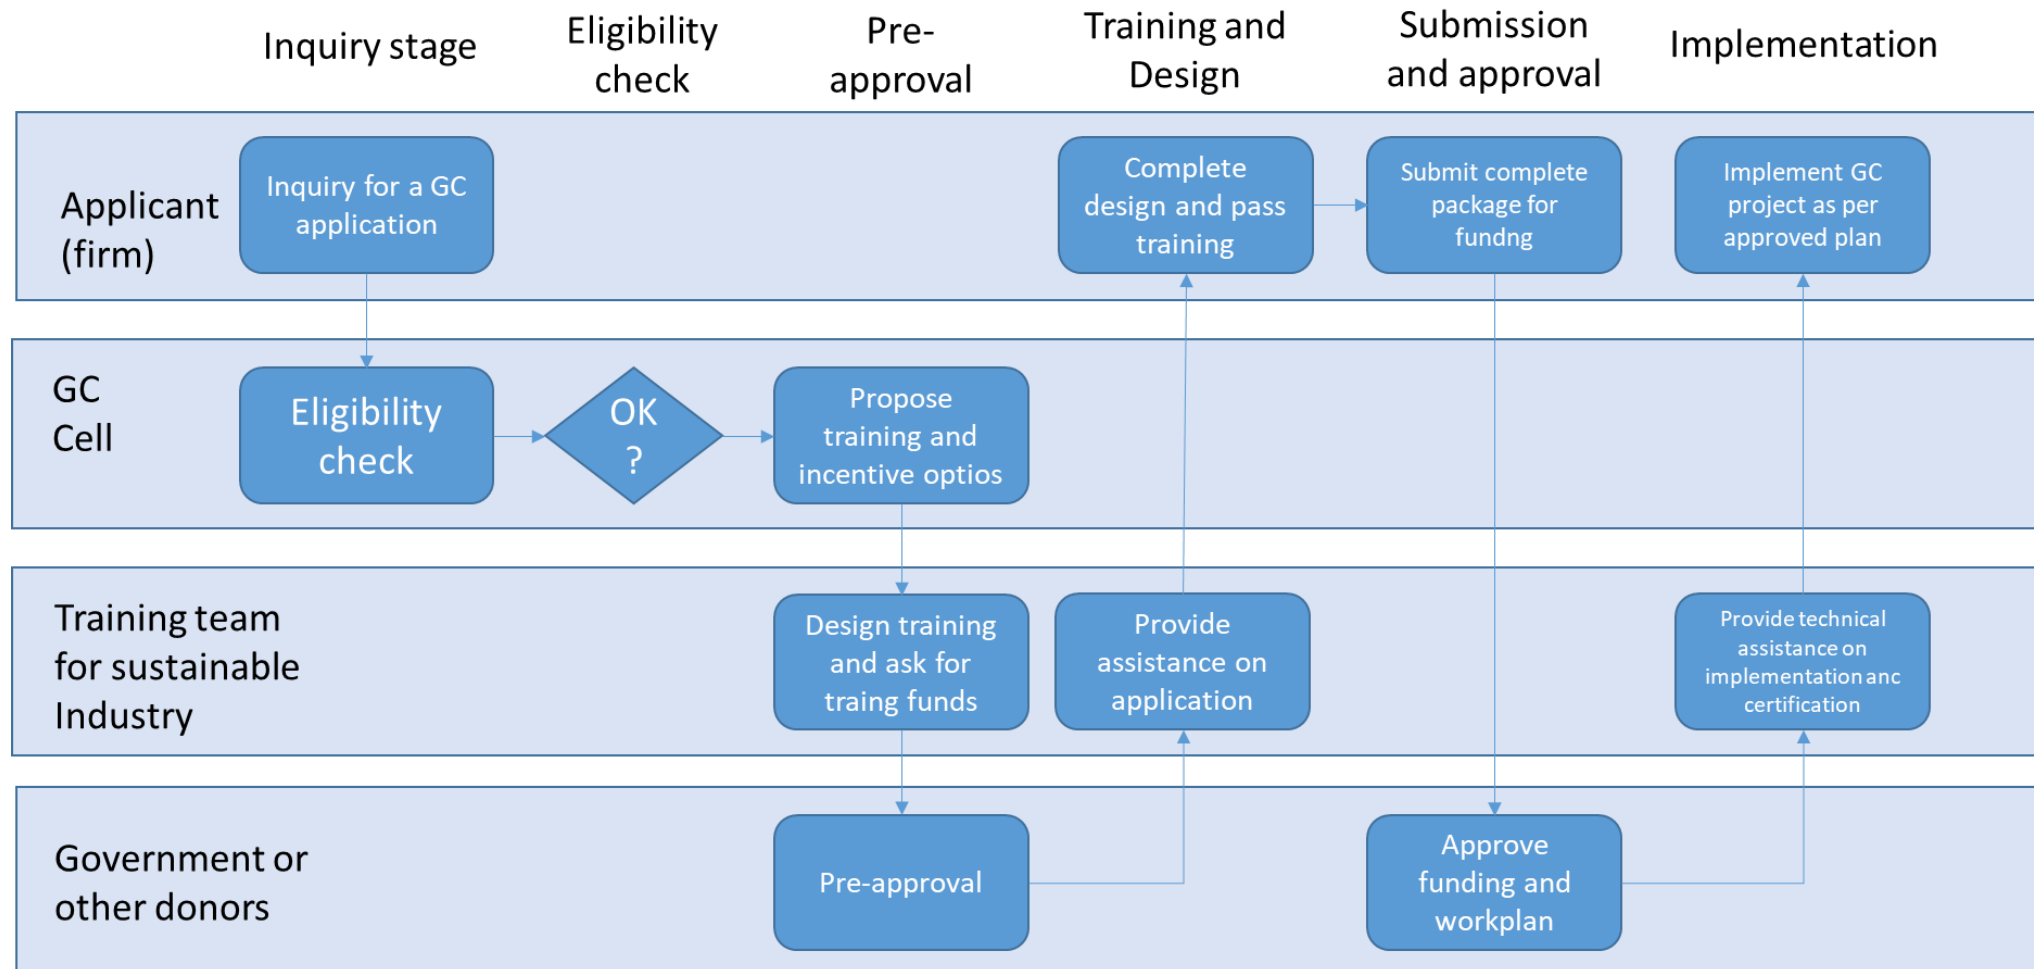 Inquiry stage
Eligibility
check
Pre-
approval
Training and
Design
Submission
and approval
Implementation
Applicant
(firm)
Inquiry for a GC
application
Complete
design and pass
training
Submit complete
package for
fundng
Implement GC
project as per
approved plan
GC
Cell
Eligibility
check
OK
?
Propose
training and
incentive optios
Training team
for sustainable
Industry
Design training
and ask for
traing funds
Provide
assistance on
application
Provide technical
assistance on
implementation anc
certification
Government or
other donors
Pre-approval
Approve
funding and
workplan